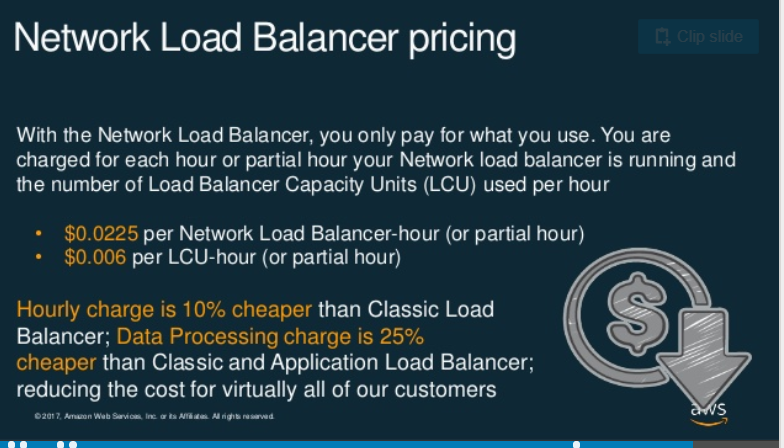 Network Load Balancer pricing
Clip slide
With the Network Load Balancer, you only pay for what you use. You are
charged for each hour or partial hour your Network load balancer is running and
the number of Load Balancer Capacity Units (LCU) used per hour
• $0.0225 per Network Load Balancer-hour (or partial hour)
• $0.006 per LCU-hour (or partial hour)
Hourly charge is 10% cheaper than Classic Load
Balancer; Data Processing charge is 25%
cheaper than Classic and Application Load Balancer;
reducing the cost for virtually all of our customers
$
aws
© 2017, Amazon Web Services, Inc. or its Affiliates. All rights reserved.